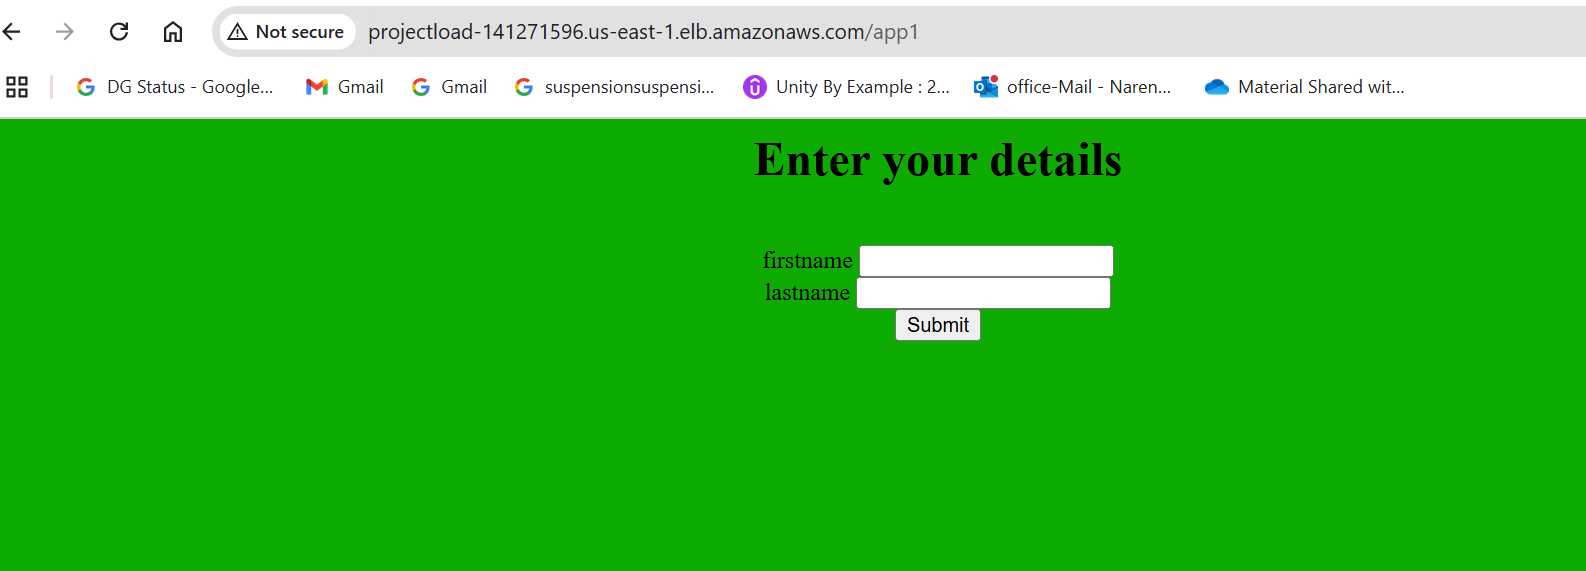 Not secure projectload-141271596.us-east-1.elb.amazonaws.com/app1
DG Status - Google... Gmail Gmail suspensionsuspensi... Unity By Example : 2... office-Mail - Naren... Material Shared wit...
Enter your details
firstname
lastname
Submit